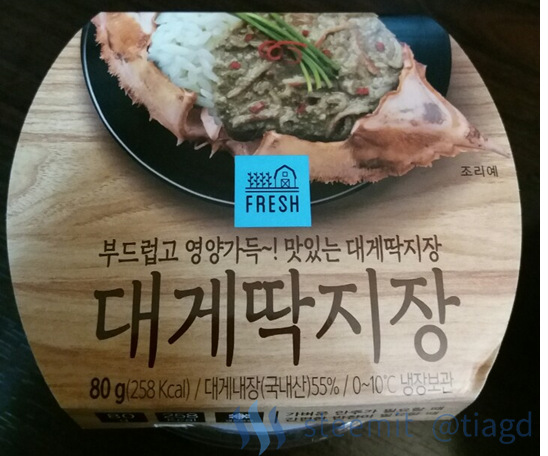 조리예
FRESH
부드럽고 영양가득~! 맛있는 대게딱지장
대게딱지장
80 g(258 Kcal) / 대게내장(국내산)55% / 0~10℃ 냉장보관
steemit @tiagd